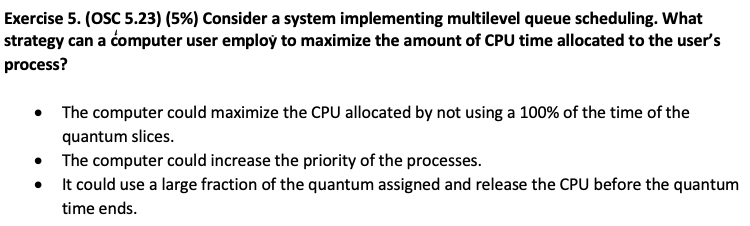 Exercise 5. (OSC 5.23) (5%) Consider a system implementing multilevel queue scheduling. What
strategy can a computer user employ to maximize the amount of CPU time allocated to the user's
process?
• The computer could maximize the CPU allocated by not using a 100% of the time of the
quantum slices.
• The computer could increase the priority of the processes.
• It could use a large fraction of the quantum assigned and release the CPU before the quantum
time ends.